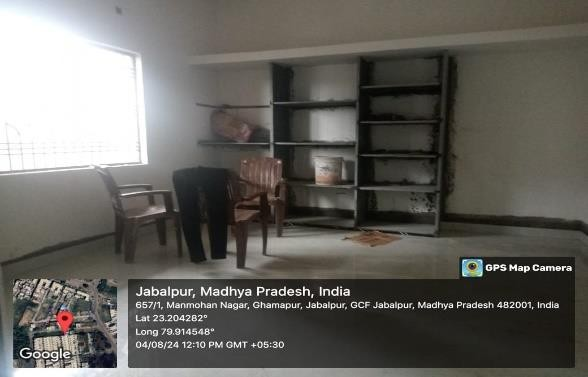 GPS Map Camera
Jabalpur, Madhya Pradesh, India
657/1, Manmohan Nagar, Ghamapur, Jabalpur, GCF Jabalpur, Madhya Pradesh 482001, India
Lat 23.204282°
Long 79.914548°
04/08/24 12:10 PM GMT +05:30
Google